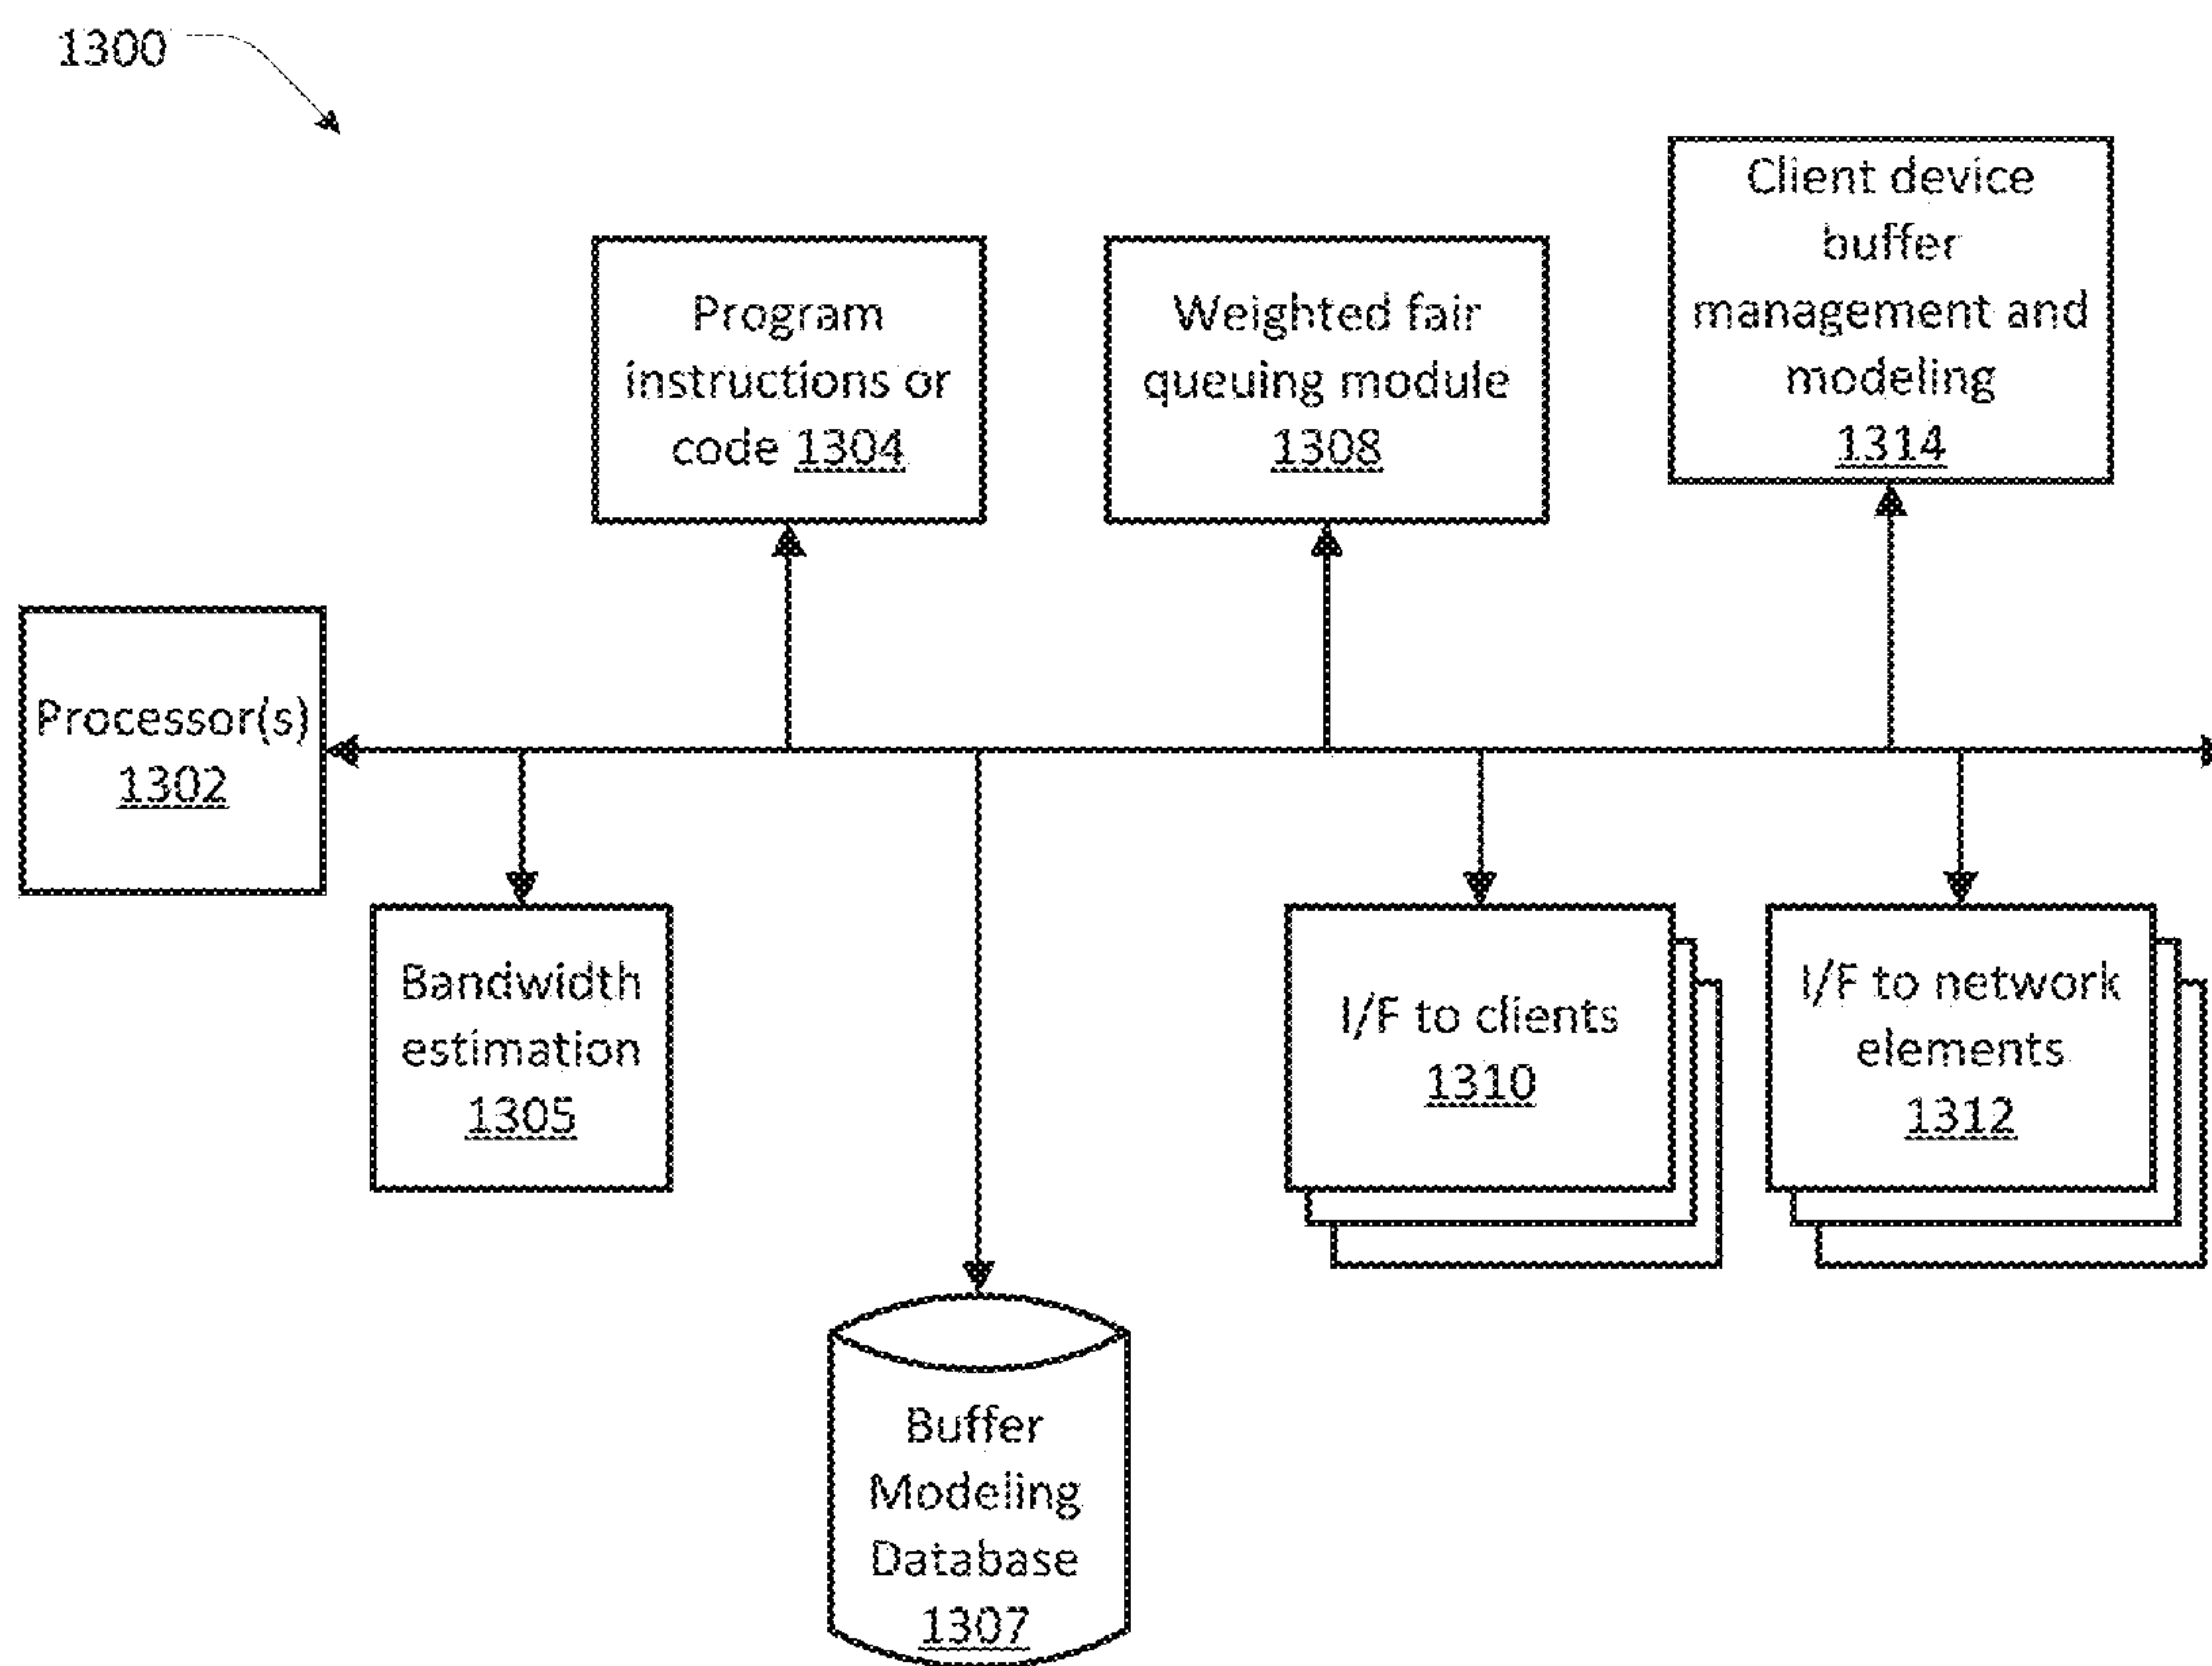 1300
Client device
buffer
management and
modeling
1314
Program
instructions or
code 1304
Weighted fair
queuing module
1308
Processor(s)
1302
Bandwidth
estimation
1305
I/F to clients
1310
I/F to network
elements
1312
Buffer
Modeling
Database
1307